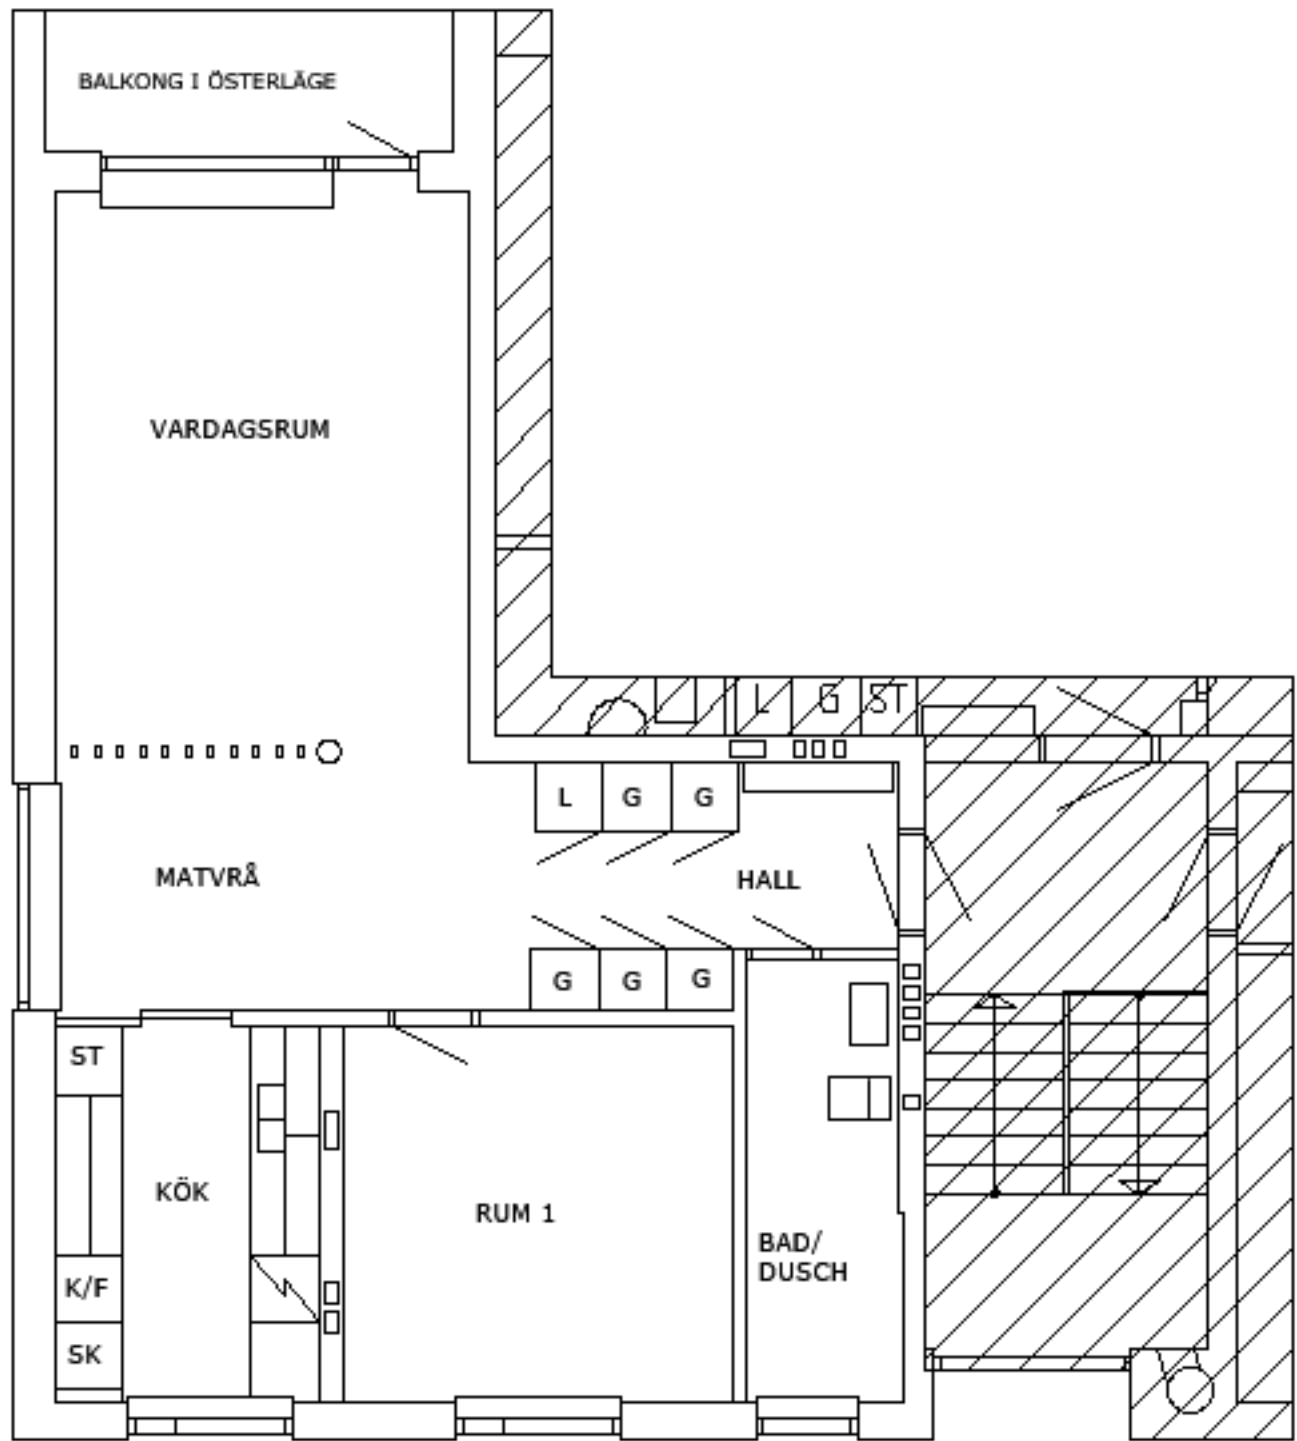 BALKONG I ÖSTERLÄGE
VARDAGSRUM
L G ST
L G G
MATVRÅ
HALL
G G G
ST
KÖK
RUM 1
BAD/
DUSCH
K/F
SK